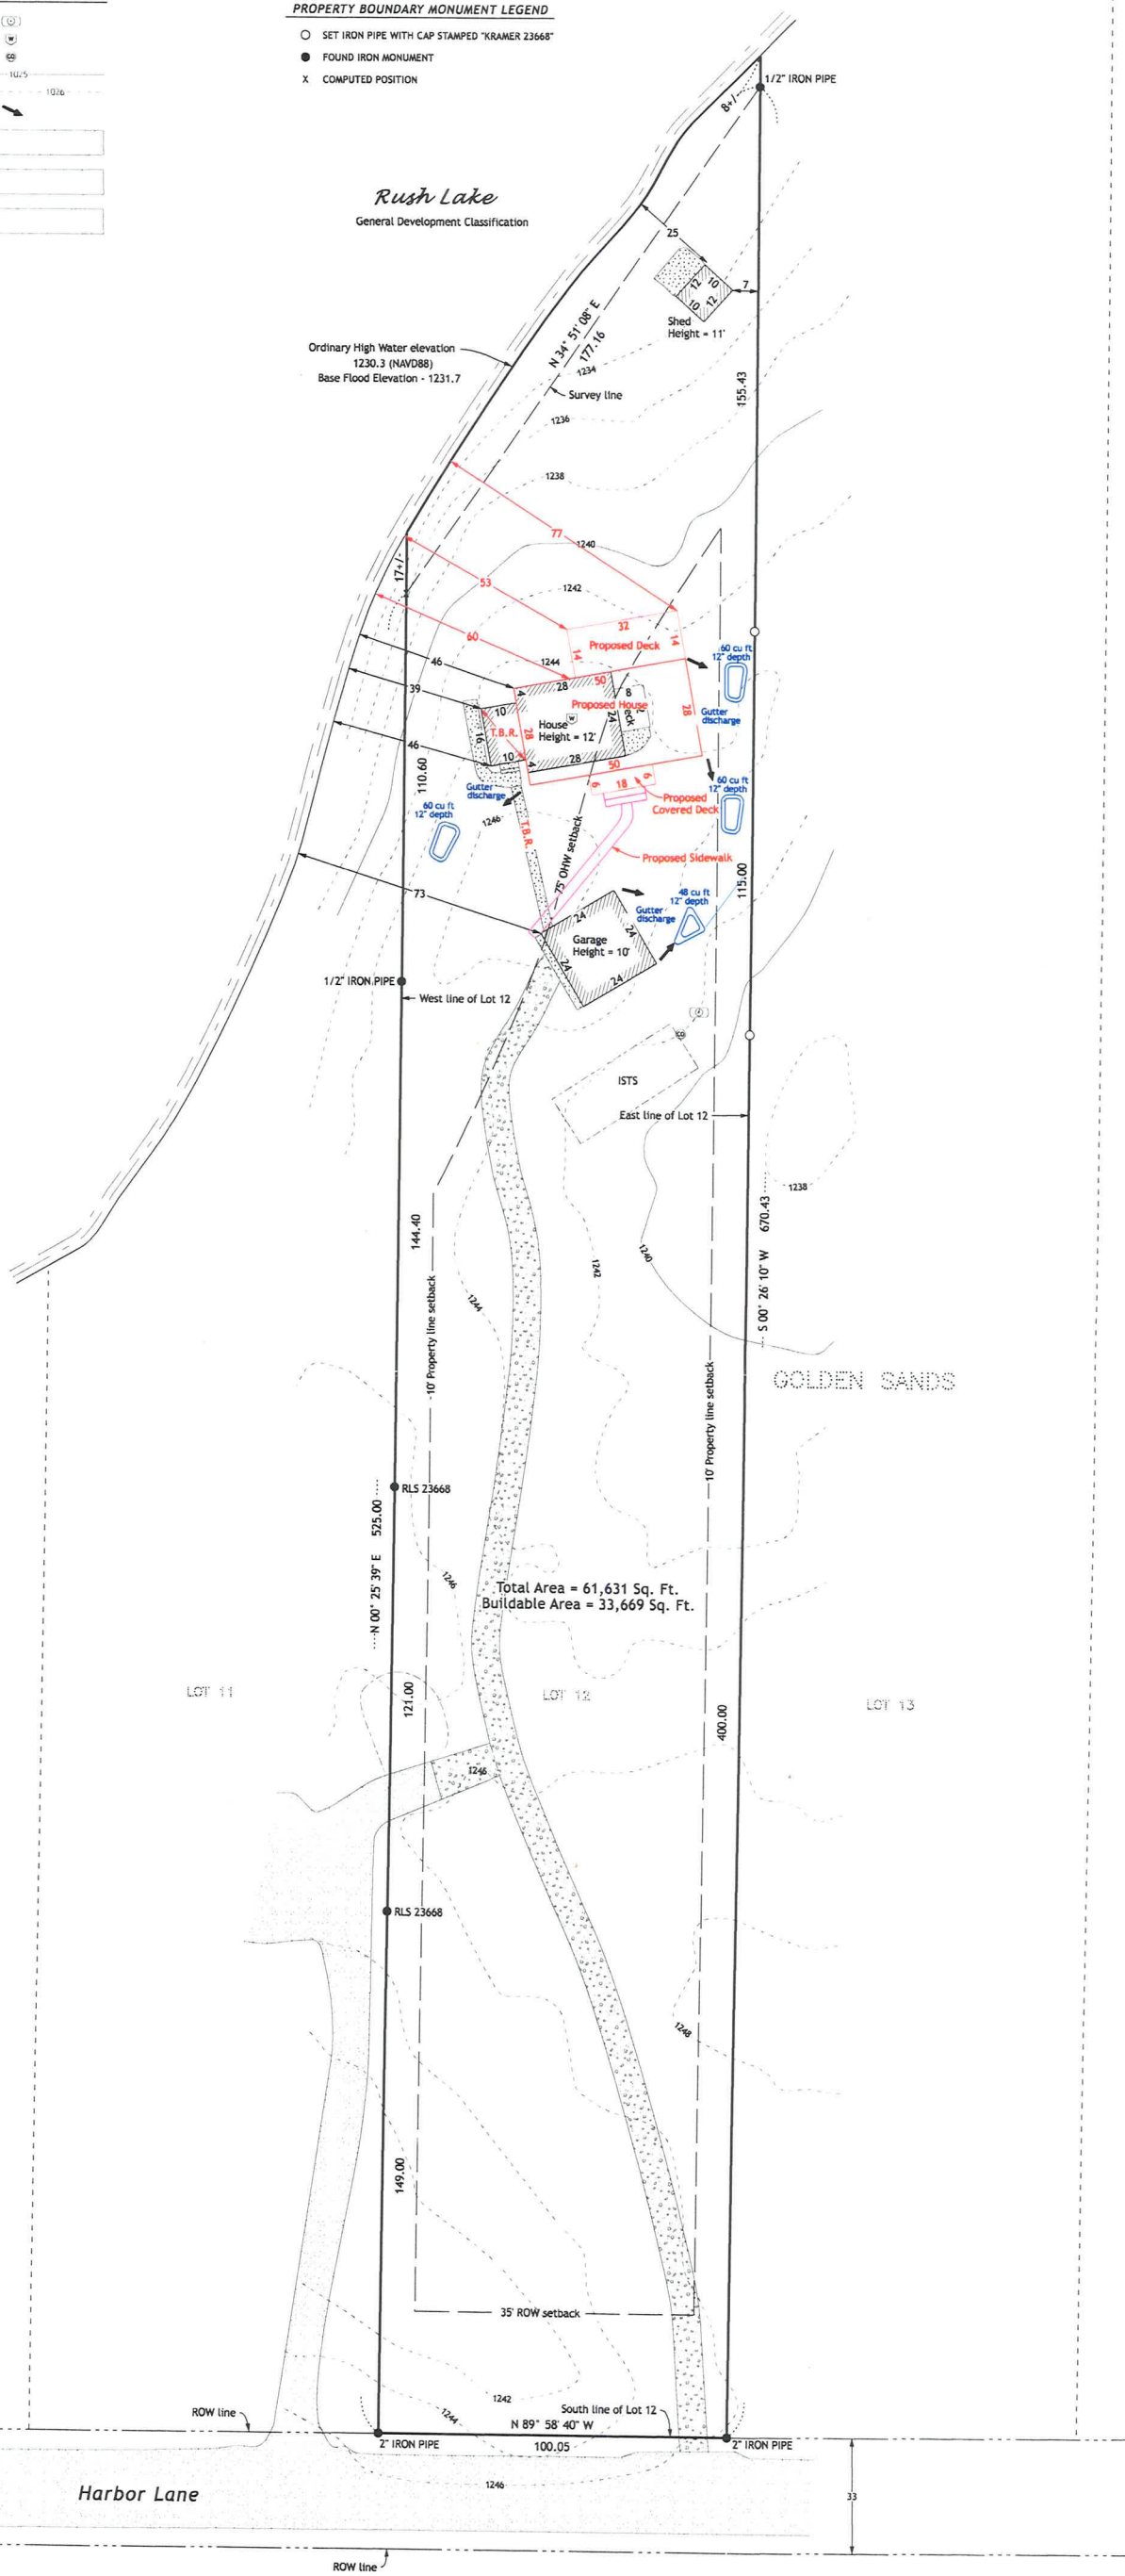 PROPERTY BOUNDARY MONUMENT LEGEND
SET IRON PIPE WITH CAP STAMPED "KRAMER 23668"
FOUND IRON MONUMENT
X COMPUTED POSITION
W
CO
1025
1026
1/2" IRON PIPE
8+/-
Rush Lake
General Development Classification
25
7
12
10
10
12
Shed
Height = 11'
N 34° 51' 08" E
177.16
155.43
Ordinary High Water elevation
1230.3 (NAVD88)
Base Flood Elevation - 1231.7
Survey line
1234
1236
1238
1240
1242
1244
17+/-
77
53
60
46
39
46
73
32
14
14'
Proposed Deck
50
28
4
8
Proposed House
House
W
Height = 12'
24
28
28
10
16
10
4
28
T.B.R.
50
6
18
6
Proposed
Covered Deck
Proposed Sidewalk
60 cu ft
12" depth
Gutter
discharge
60 cu ft
12" depth
Gutter
discharge
60 cu ft
12" depth
1246
T.B.R.
110.60
75' OHW setback
48 cu ft
12" depth
Gutter
discharge
115.00
24
24
24
24
Garage
Height = 10'
1/2" IRON PIPE
West line of Lot 12
CO
ISTS
East line of Lot 12
1238
1240
1242
1244
144.40
10' Property line setback
S 00° 26' 10" W 670.43
10' Property line setback
GOLDEN SANDS
RLS 23668
N 00° 25' 39" E 525.00
1246
Total Area = 61,631 Sq. Ft.
Buildable Area = 33,669 Sq. Ft.
LOT 11
LOT 12
LOT 13
121.00
400.00
1246
RLS 23668
1248
149.00
35' ROW setback
1242
1244
South line of Lot 12
ROW line
N 89° 58' 40" W
2" IRON PIPE
100.05
2" IRON PIPE
1246
Harbor Lane
33
ROW line